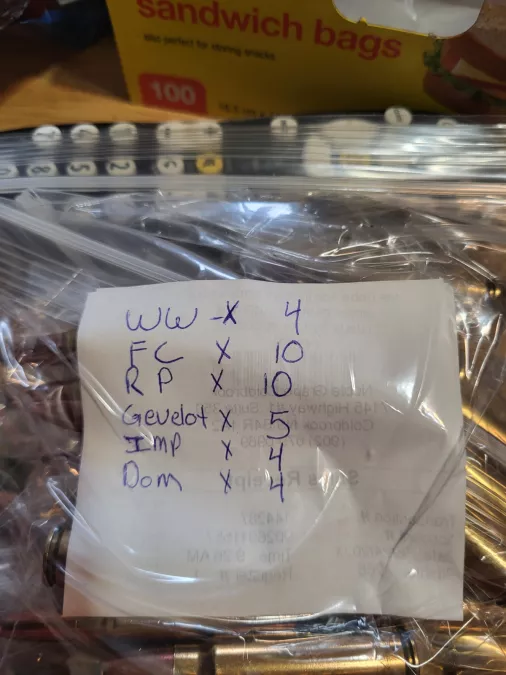 sandwich bags
100
WW -X 4
FC X 10
RP X 10
Gevelot X 5
Imp X 4
Dom X 4